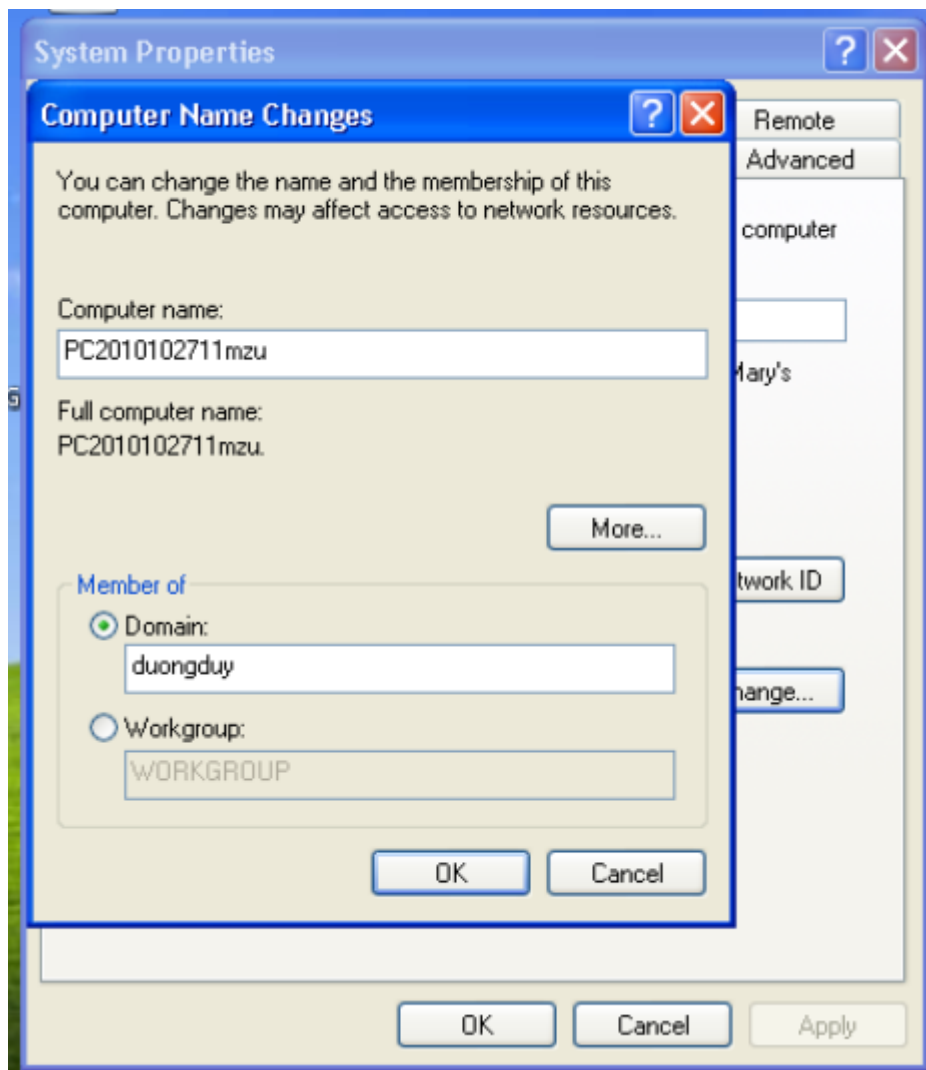 System Properties
Computer Name Changes
Remote
Advanced
You can change the name and the membership of this
computer. Changes may affect access to network resources.
computer
Computer name:
PC2010102711mzu
Mary's
Full computer name:
PC2010102711mzu.
More...
Member of
twork ID
Domain:
duongduy
hange...
Workgroup:
WORKGROUP
OK Cancel
OK Cancel Apply